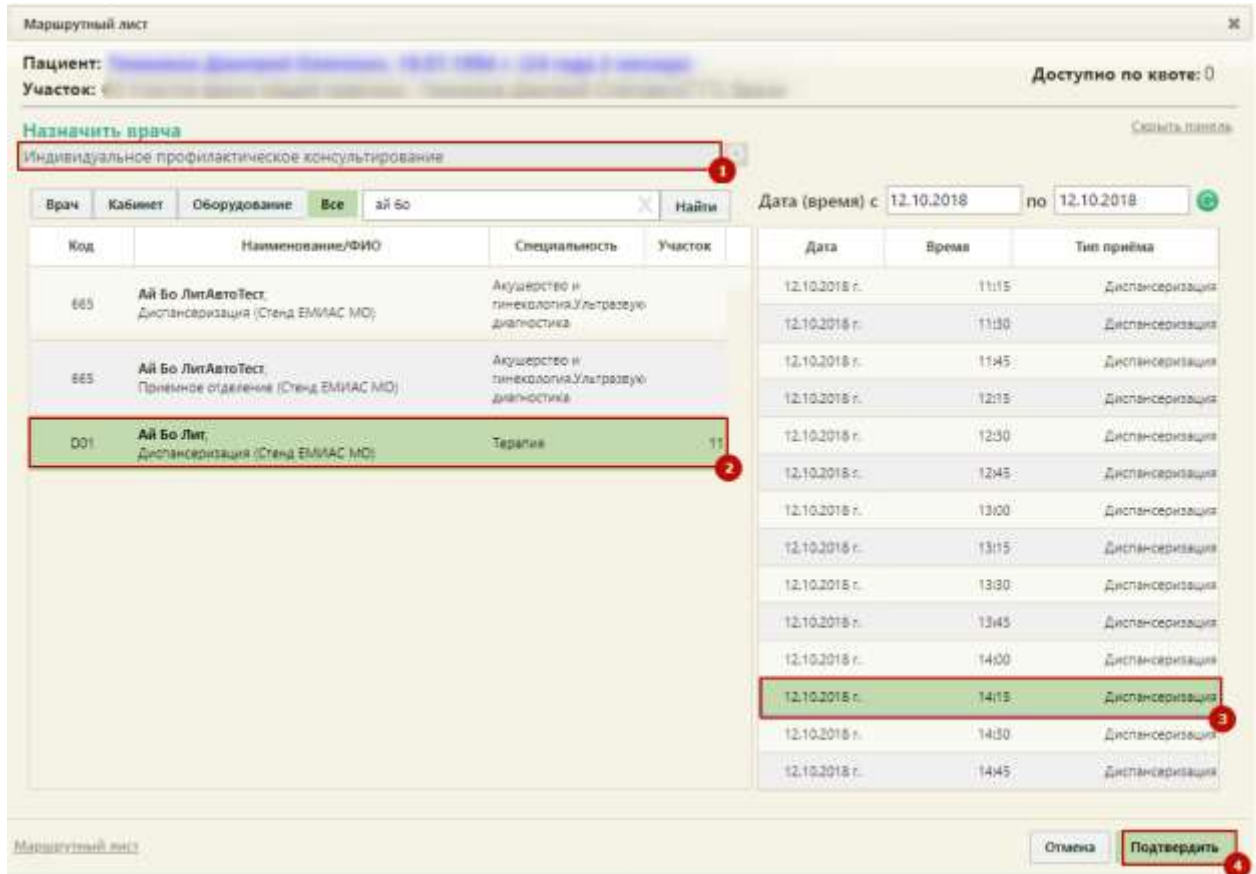 Маршрутный лист
Пациент:
Участок:
Доступно по квоте: 0
Назначить врача
Скрыть панель
Индивидуальное профилактическое консультирование
1
Врач Кабинет Оборудование Все ай бо Найти
Дата (время) с 12.10.2018 по 12.10.2018
Код Наименование/ФИО Специальность Участок
665
Ай Бо ЛитАвтоТест,
Диспансеризация (Стенд ЕМИАС МО)
Акушерство и
гинекология,Ультразвуко
диагностика
665
Ай Бо ЛитАвтоТест,
Приемное отделение (Стенд ЕМИАС МО)
Акушерство и
гинекология,Ультразвуко
диагностика
D01
Ай Бо Лит,
Диспансеризация (Стенд ЕМИАС МО)
Терапия
11
2
Дата Время Тип приёма
12.10.2018 г. 11:15 Диспансеризация
12.10.2018 г. 11:30 Диспансеризация
12.10.2018 г. 11:45 Диспансеризация
12.10.2018 г. 12:15 Диспансеризация
12.10.2018 г. 12:30 Диспансеризация
12.10.2018 г. 12:45 Диспансеризация
12.10.2018 г. 13:00 Диспансеризация
12.10.2018 г. 13:15 Диспансеризация
12.10.2018 г. 13:30 Диспансеризация
12.10.2018 г. 13:45 Диспансеризация
12.10.2018 г. 14:00 Диспансеризация
12.10.2018 г. 14:15 Диспансеризация
3
12.10.2018 г. 14:30 Диспансеризация
12.10.2018 г. 14:45 Диспансеризация
Маршрутный лист
Отмена Подтвердить
4